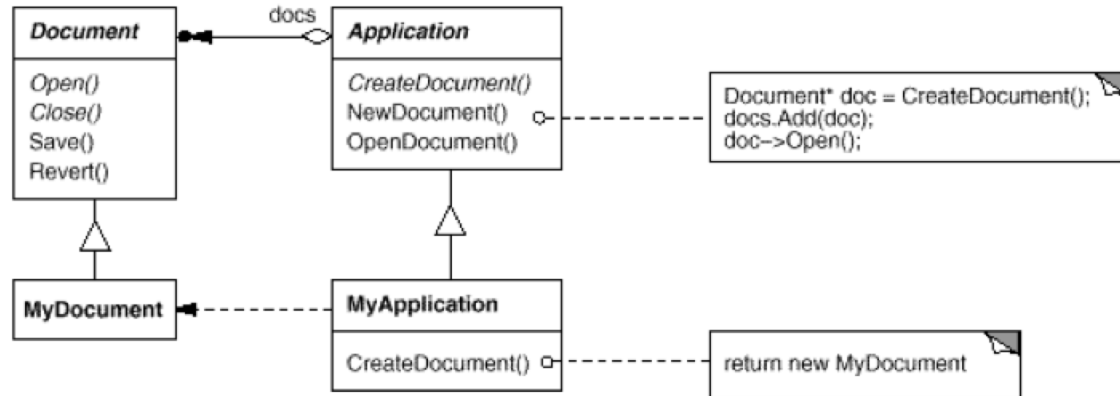 docs
Document
Open()
Close()
Save()
Revert()
Application
CreateDocument()
NewDocument()
OpenDocument()
Document* doc = CreateDocument();
docs.Add(doc);
doc->Open();
MyDocument
MyApplication
CreateDocument()
return new MyDocument